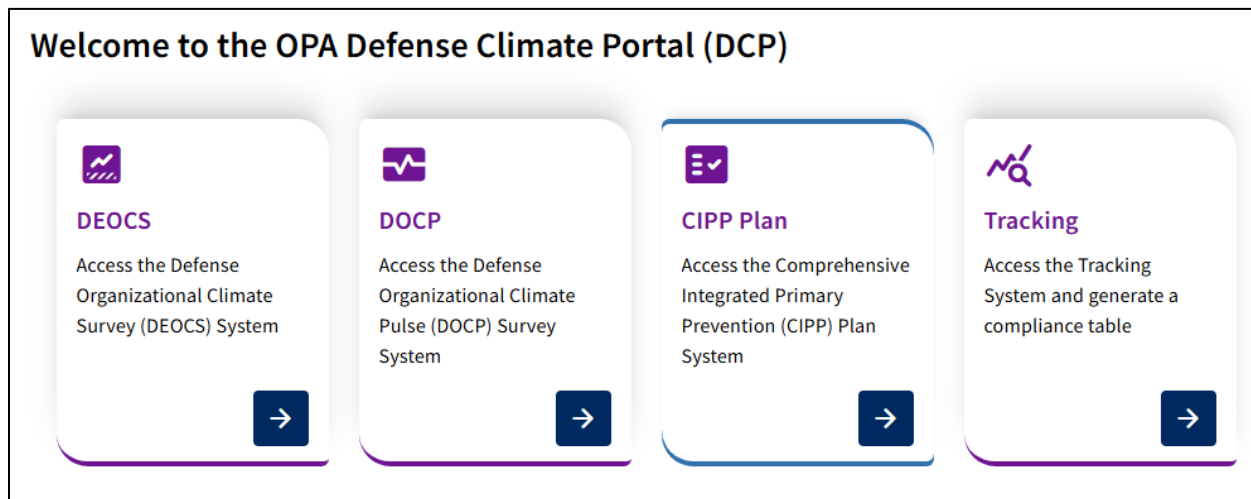 Welcome to the OPA Defense Climate Portal (DCP)
DEOCS
Access the Defense
Organizational Climate
Survey (DEOCS) System
DOCP
Access the Defense
Organizational Climate
Pulse (DOCP) Survey
System
CIPP Plan
Access the Comprehensive
Integrated Primary
Prevention (CIPP) Plan
System
Tracking
Access the Tracking
System and generate a
compliance table